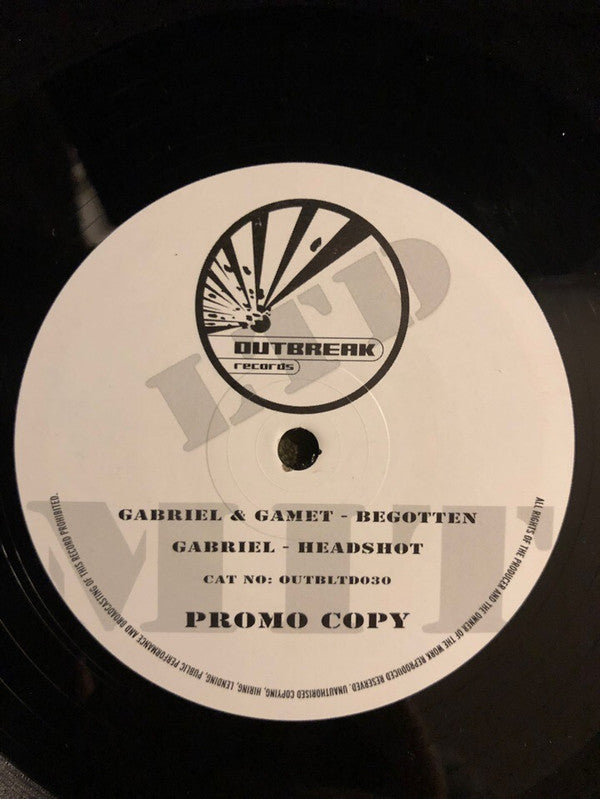 OUTBREAK
records
LTD
GABRIEL & GAMET - BEGOTTEN
GABRIEL - HEADSHOT
CAT NO: OUTBLTD030
PROMO COPY
ALL RIGHTS OF THE PRODUCER AND THE OWNER OF THE WORK REPRODUCED RESERVED. UNAUTHORISED COPYING, HIRING, LENDING, PUBLIC PERFORMANCE AND BROADCASTING OF THIS RECORD PROHIBITED.